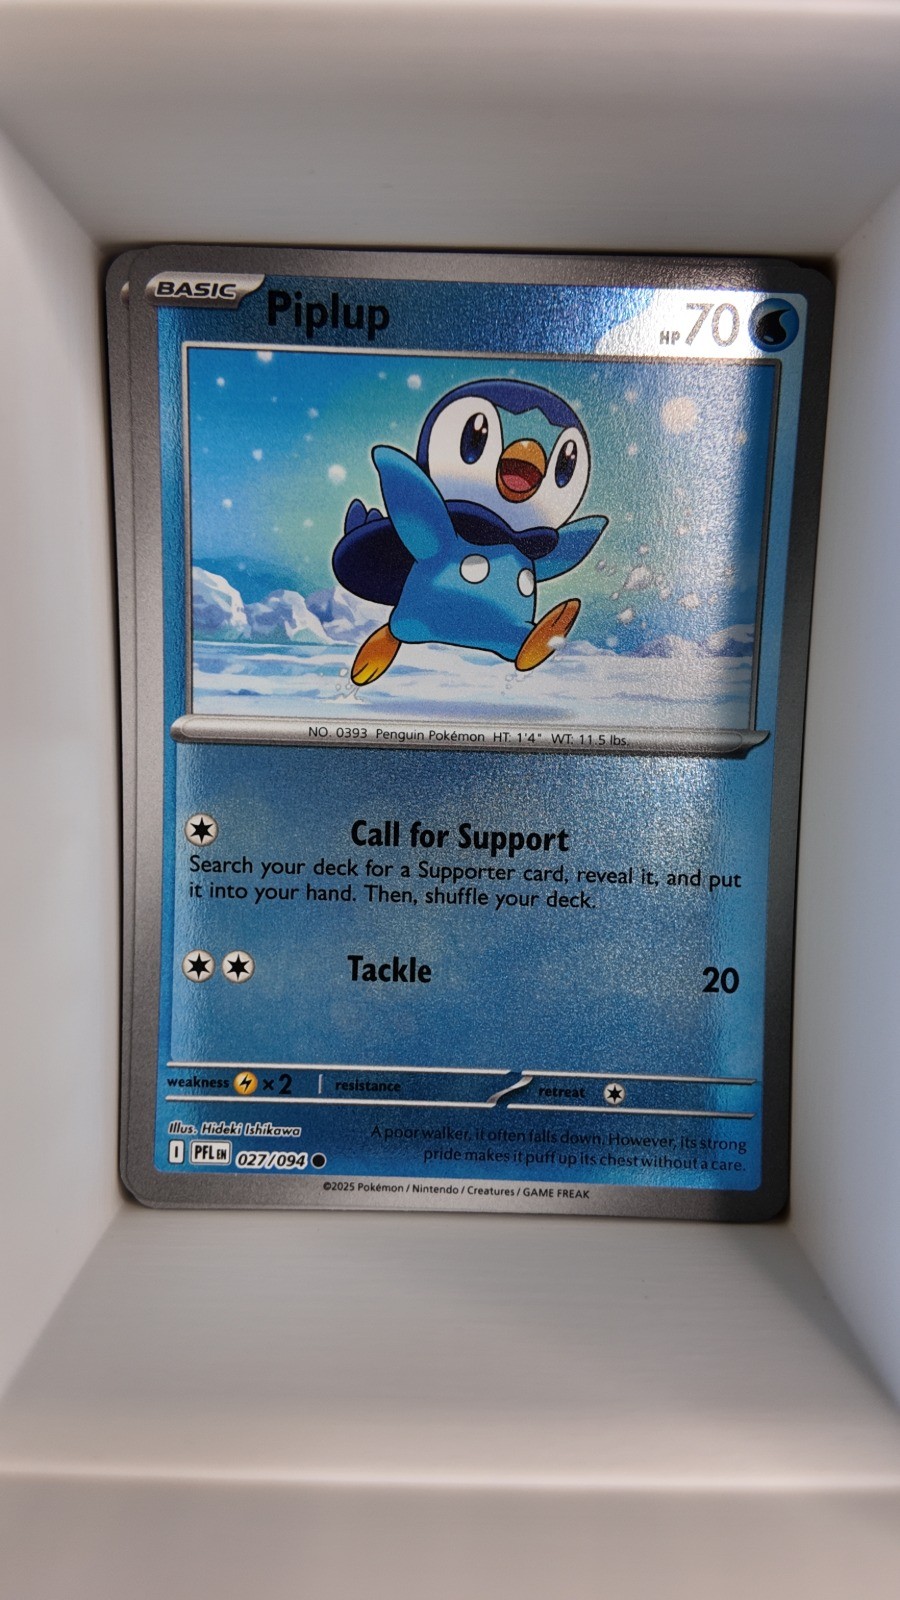 BASIC Piplup HP 70
NO. 0393 Penguin Pokémon HT: 1'4" WT: 11.5 lbs.
Call for Support
Search your deck for a Supporter card, reveal it, and put
it into your hand. Then, shuffle your deck.
Tackle 20
weakness ×2 resistance retreat
Illus. Hideki Ishikawa
A poor walker, it often falls down. However, its strong
pride makes it puff up its chest without a care.
I PFL EN 027/094
©2025 Pokémon / Nintendo / Creatures / GAME FREAK